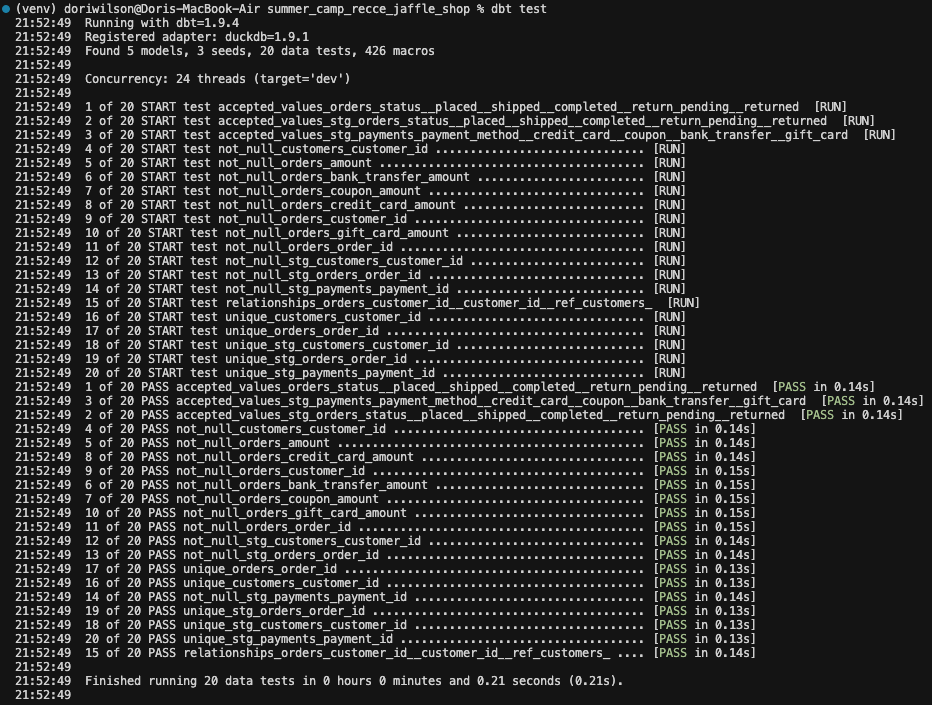 (venv) doriwilson@Doris-MacBook-Air summer_camp_recce_jaffle_shop % dbt test
21:52:49 Running with dbt=1.9.4
21:52:49 Registered adapter: duckdb=1.9.1
21:52:49 Found 5 models, 3 seeds, 20 data tests, 426 macros
21:52:49
21:52:49 Concurrency: 24 threads (target='dev')
21:52:49
21:52:49 1 of 20 START test accepted_values_orders_status__placed__shipped__completed__return_pending__returned [RUN]
21:52:49 2 of 20 START test accepted_values_stg_orders_status__placed__shipped__completed__return_pending__returned [RUN]
21:52:49 3 of 20 START test accepted_values_stg_payments_payment_method__credit_card__coupon__bank_transfer__gift_card [RUN]
21:52:49 4 of 20 START test not_null_customers_customer_id .............................. [RUN]
21:52:49 5 of 20 START test not_null_orders_amount ...................................... [RUN]
21:52:49 6 of 20 START test not_null_orders_bank_transfer_amount ........................ [RUN]
21:52:49 7 of 20 START test not_null_orders_coupon_amount ............................... [RUN]
21:52:49 8 of 20 START test not_null_orders_credit_card_amount .......................... [RUN]
21:52:49 9 of 20 START test not_null_orders_customer_id ................................. [RUN]
21:52:49 10 of 20 START test not_null_orders_gift_card_amount ........................... [RUN]
21:52:49 11 of 20 START test not_null_orders_order_id ................................... [RUN]
21:52:49 12 of 20 START test not_null_stg_customers_customer_id ......................... [RUN]
21:52:49 13 of 20 START test not_null_stg_orders_order_id ............................... [RUN]
21:52:49 14 of 20 START test not_null_stg_payments_payment_id ........................... [RUN]
21:52:49 15 of 20 START test relationships_orders_customer_id__customer_id__ref_customers_ [RUN]
21:52:49 16 of 20 START test unique_customers_customer_id ............................... [RUN]
21:52:49 17 of 20 START test unique_orders_order_id ..................................... [RUN]
21:52:49 18 of 20 START test unique_stg_customers_customer_id ........................... [RUN]
21:52:49 19 of 20 START test unique_stg_orders_order_id ................................. [RUN]
21:52:49 20 of 20 START test unique_stg_payments_payment_id ............................. [RUN]
21:52:49 1 of 20 PASS accepted_values_orders_status__placed__shipped__completed__return_pending__returned [PASS in 0.14s]
21:52:49 3 of 20 PASS accepted_values_stg_payments_payment_method__credit_card__coupon__bank_transfer__gift_card [PASS in 0.14s]
21:52:49 2 of 20 PASS accepted_values_stg_orders_status__placed__shipped__completed__return_pending__returned [PASS in 0.14s]
21:52:49 4 of 20 PASS not_null_customers_customer_id .................................... [PASS in 0.14s]
21:52:49 5 of 20 PASS not_null_orders_amount ............................................ [PASS in 0.14s]
21:52:49 8 of 20 PASS not_null_orders_credit_card_amount ................................ [PASS in 0.14s]
21:52:49 9 of 20 PASS not_null_orders_customer_id ....................................... [PASS in 0.15s]
21:52:49 6 of 20 PASS not_null_orders_bank_transfer_amount .............................. [PASS in 0.15s]
21:52:49 7 of 20 PASS not_null_orders_coupon_amount ..................................... [PASS in 0.15s]
21:52:49 10 of 20 PASS not_null_orders_gift_card_amount ................................. [PASS in 0.15s]
21:52:49 11 of 20 PASS not_null_orders_order_id ......................................... [PASS in 0.15s]
21:52:49 12 of 20 PASS not_null_stg_customers_customer_id ............................... [PASS in 0.14s]
21:52:49 13 of 20 PASS not_null_stg_orders_order_id ..................................... [PASS in 0.14s]
21:52:49 17 of 20 PASS unique_orders_order_id ........................................... [PASS in 0.13s]
21:52:49 16 of 20 PASS unique_customers_customer_id ..................................... [PASS in 0.13s]
21:52:49 14 of 20 PASS not_null_stg_payments_payment_id ................................. [PASS in 0.14s]
21:52:49 19 of 20 PASS unique_stg_orders_order_id ....................................... [PASS in 0.13s]
21:52:49 18 of 20 PASS unique_stg_customers_customer_id ................................. [PASS in 0.13s]
21:52:49 20 of 20 PASS unique_stg_payments_payment_id ................................... [PASS in 0.13s]
21:52:49 15 of 20 PASS relationships_orders_customer_id__customer_id__ref_customers_ .... [PASS in 0.14s]
21:52:49
21:52:49 Finished running 20 data tests in 0 hours 0 minutes and 0.21 seconds (0.21s).
21:52:49